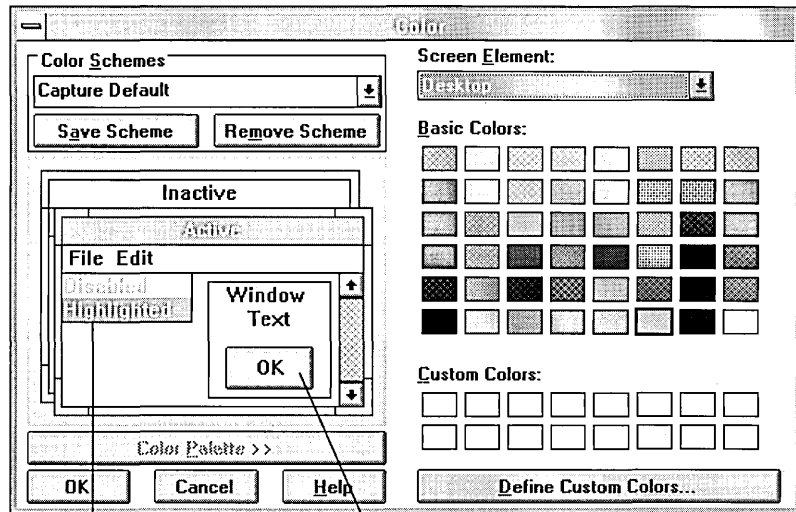 Color
Color Schemes
Capture Default
Save Scheme
Remove Scheme
Inactive
Active
File Edit
Disabled
Highlighted
Window
Text
OK
Color Palette >>
OK
Cancel
Help
Screen Element:
Desktop
Basic Colors:
Custom Colors:
Define Custom Colors...